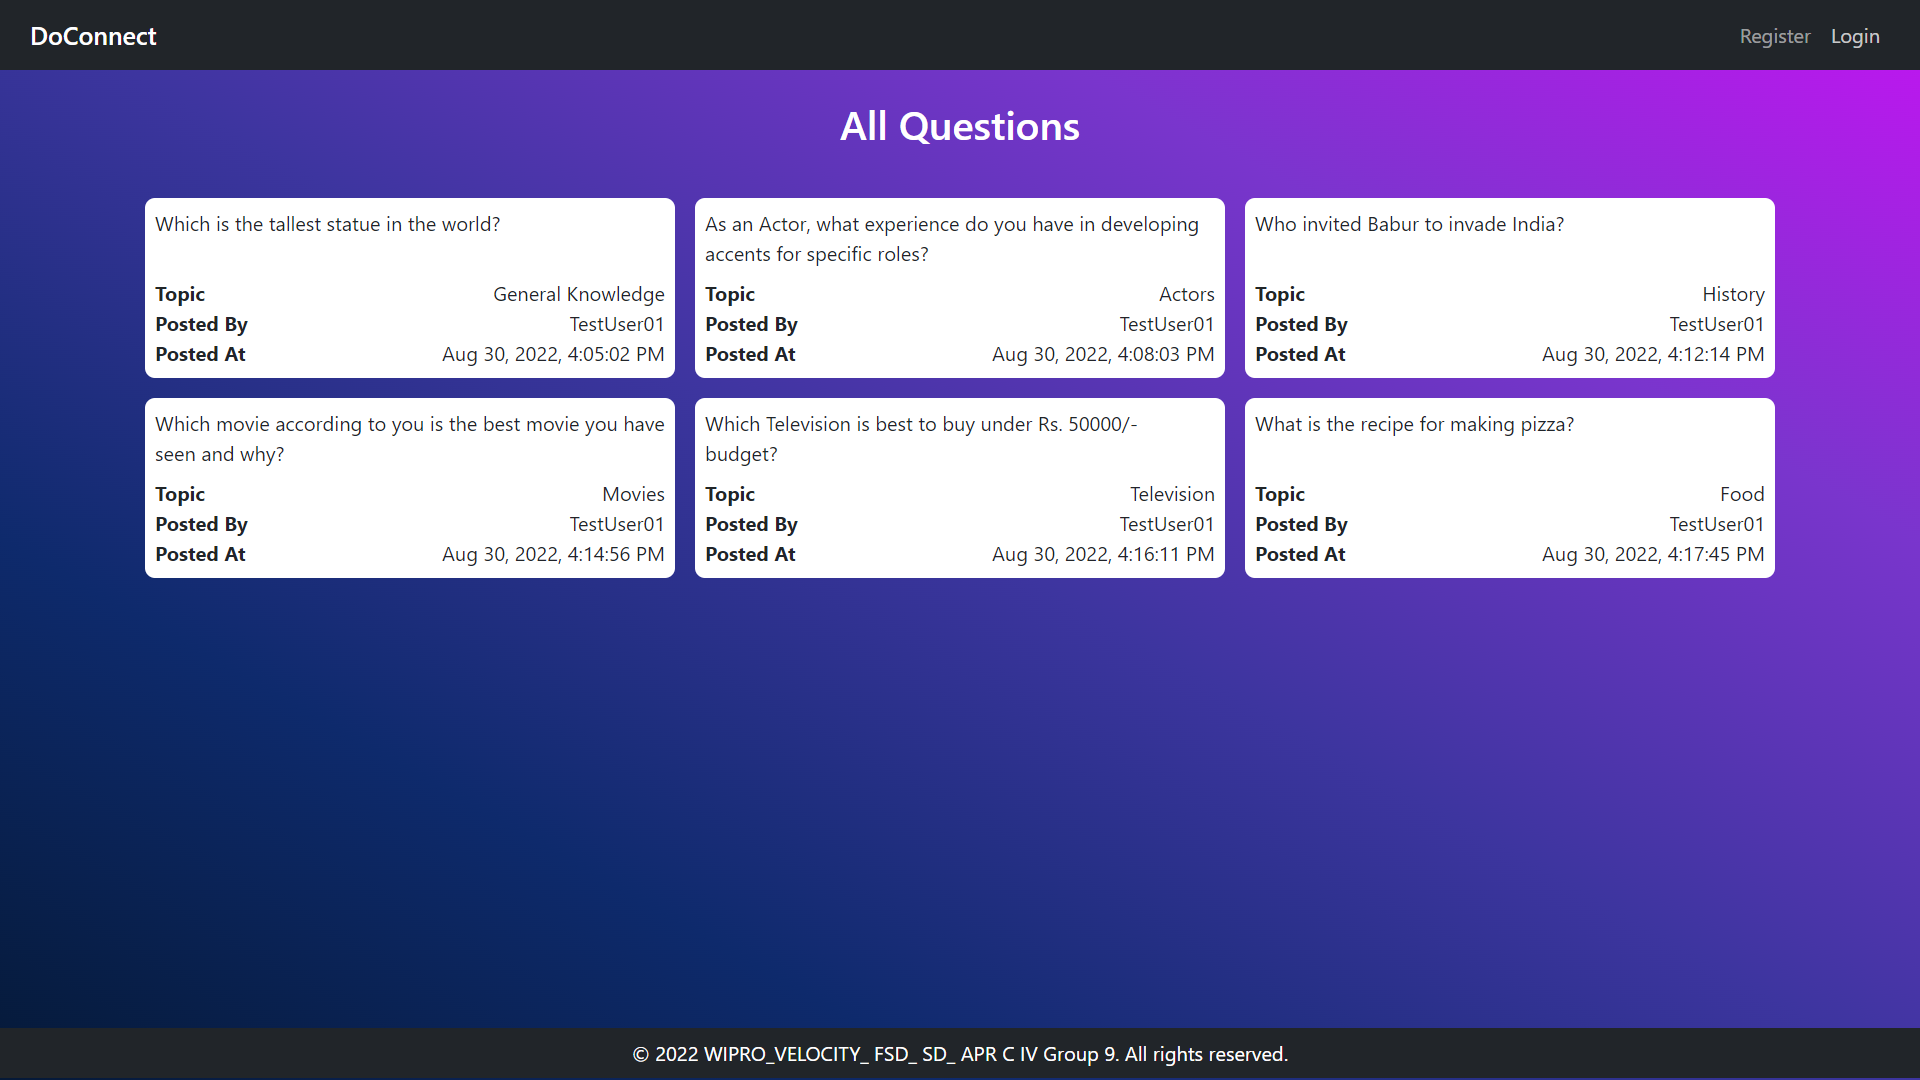 DoConnect
Register Login
All Questions
Which is the tallest statue in the world?
Topic General Knowledge
Posted By TestUser01
Posted At Aug 30, 2022, 4:05:02 PM
As an Actor, what experience do you have in developing
accents for specific roles?
Topic Actors
Posted By TestUser01
Posted At Aug 30, 2022, 4:08:03 PM
Who invited Babur to invade India?
Topic History
Posted By TestUser01
Posted At Aug 30, 2022, 4:12:14 PM
Which movie according to you is the best movie you have
seen and why?
Topic Movies
Posted By TestUser01
Posted At Aug 30, 2022, 4:14:56 PM
Which Television is best to buy under Rs. 50000/-
budget?
Topic Television
Posted By TestUser01
Posted At Aug 30, 2022, 4:16:11 PM
What is the recipe for making pizza?
Topic Food
Posted By TestUser01
Posted At Aug 30, 2022, 4:17:45 PM
© 2022 WIPRO_VELOCITY_ FSD_ SD_ APR C IV Group 9. All rights reserved.